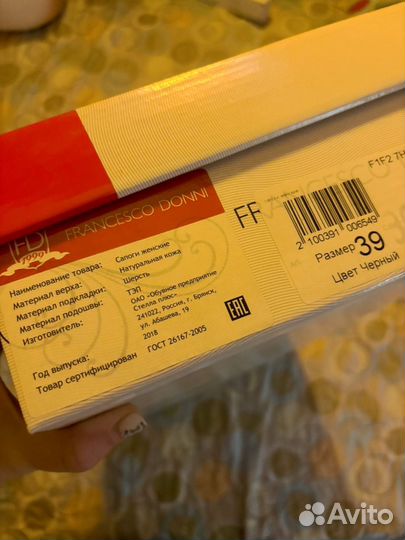 FD
1999
FRANCESCO DONNI
Наименование товара: Сапоги женские
Материал верха: Натуральная кожа
Материал подкладки: Шерсть
Материал подошвы: ТЭП
Изготовитель: ОАО «Обувное предприятие
Стелла плюс»
241022, Россия, г. Брянск,
ул. Абашева, 19
Год выпуска: 2018
Товар сертифицирован ГОСТ 26167-2005
EAC
FF
F1F2 7H
2 100391 006549
Размер 39
Цвет Черный
Avito